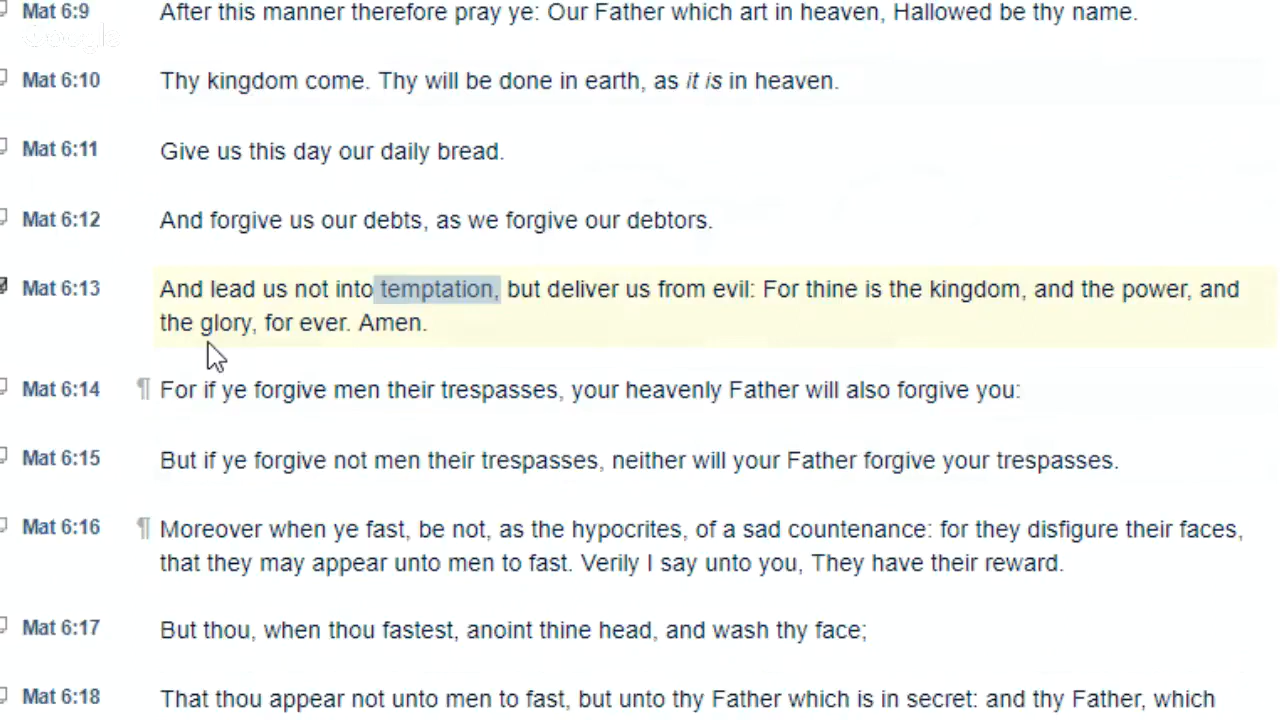 Mat 6:9 After this manner therefore pray ye: Our Father which art in heaven, Hallowed be thy name.
Google
Mat 6:10 Thy kingdom come. Thy will be done in earth, as it is in heaven.
Mat 6:11 Give us this day our daily bread.
Mat 6:12 And forgive us our debts, as we forgive our debtors.
Mat 6:13 And lead us not into temptation, but deliver us from evil: For thine is the kingdom, and the power, and
the glory, for ever. Amen.
Mat 6:14 ¶ For if ye forgive men their trespasses, your heavenly Father will also forgive you:
Mat 6:15 But if ye forgive not men their trespasses, neither will your Father forgive your trespasses.
Mat 6:16 ¶ Moreover when ye fast, be not, as the hypocrites, of a sad countenance: for they disfigure their faces,
that they may appear unto men to fast. Verily I say unto you, They have their reward.
Mat 6:17 But thou, when thou fastest, anoint thine head, and wash thy face;
Mat 6:18 That thou appear not unto men to fast, but unto thy Father which is in secret: and thy Father, which